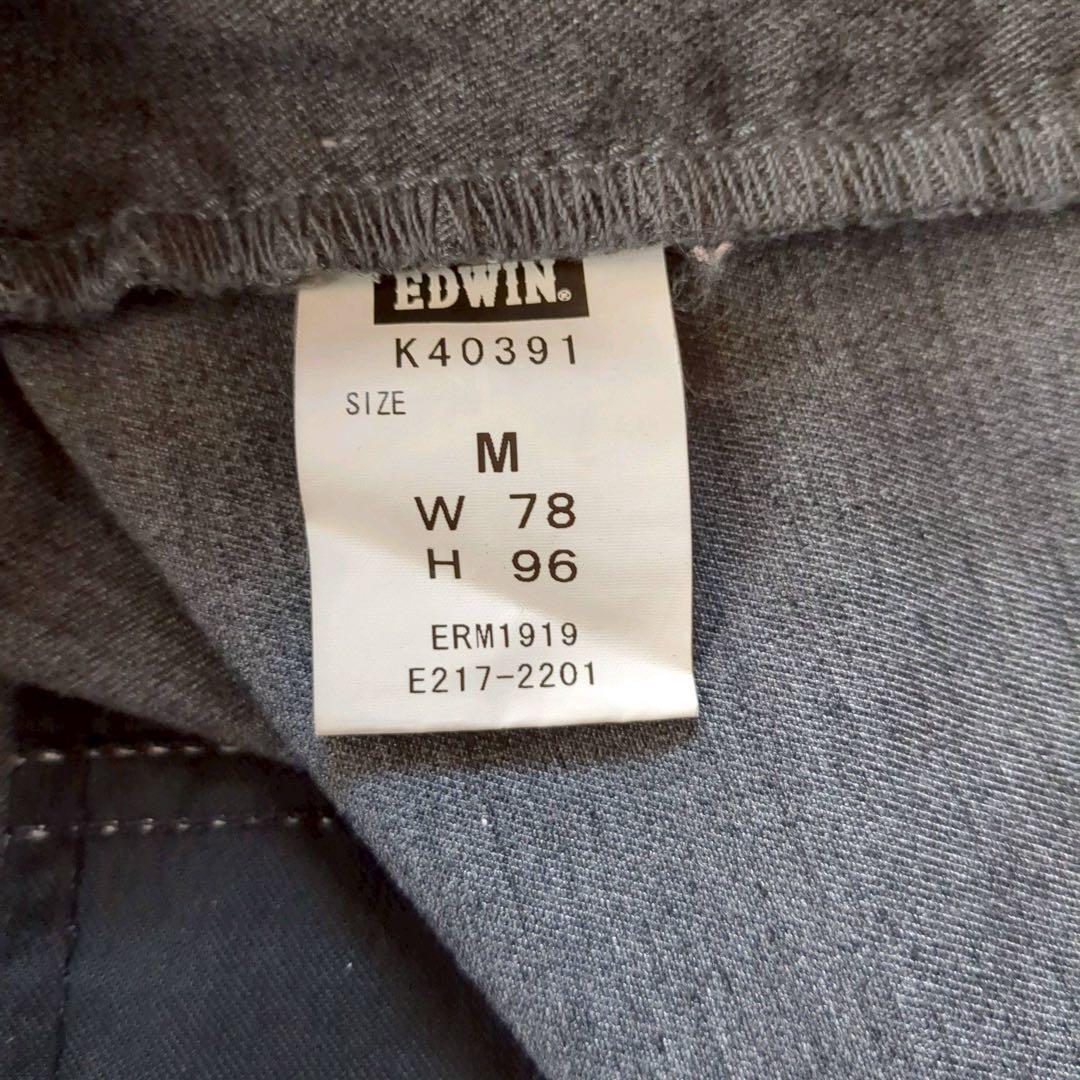 EDWIN®
K40391
SIZE
M
W 78
H 96
ERM1919
E217-2201